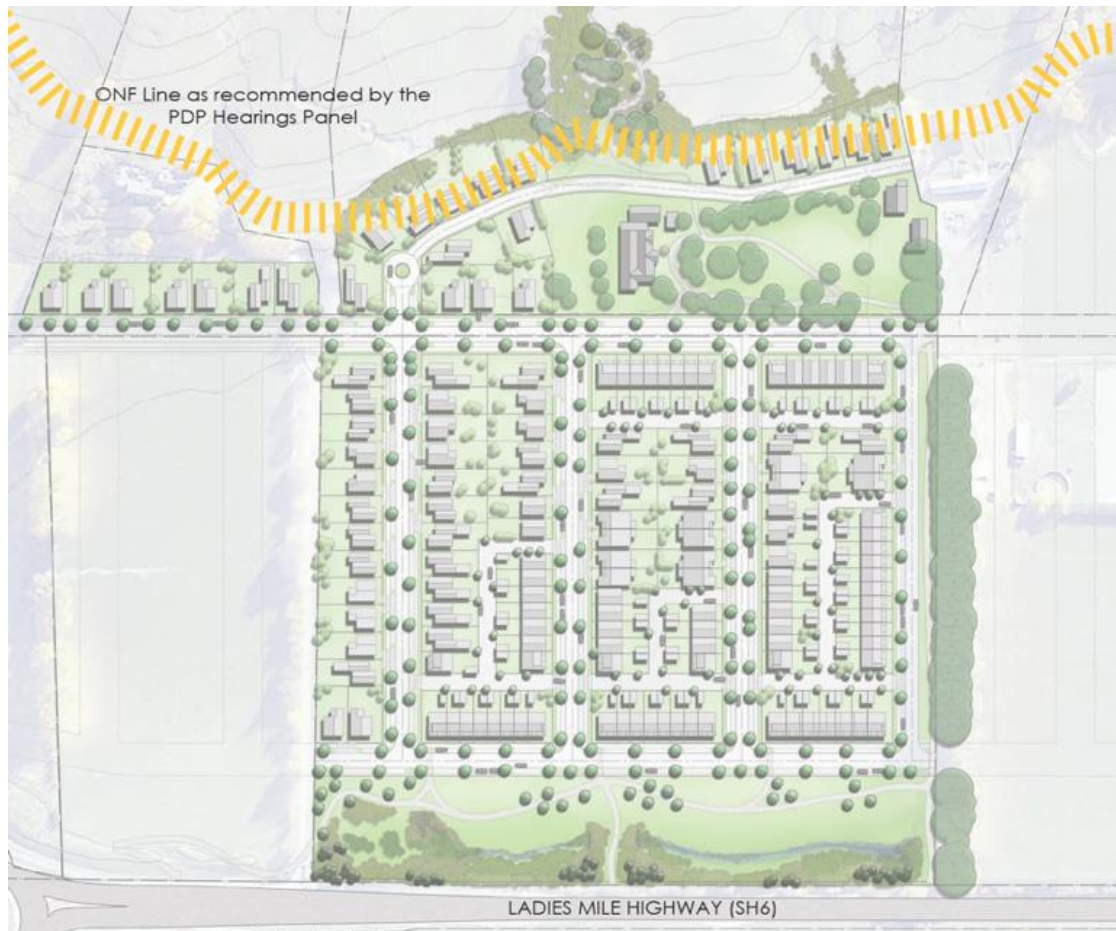 ONF Line as recommended by the
PDP Hearings Panel
LADIES MILE HIGHWAY (SH6)